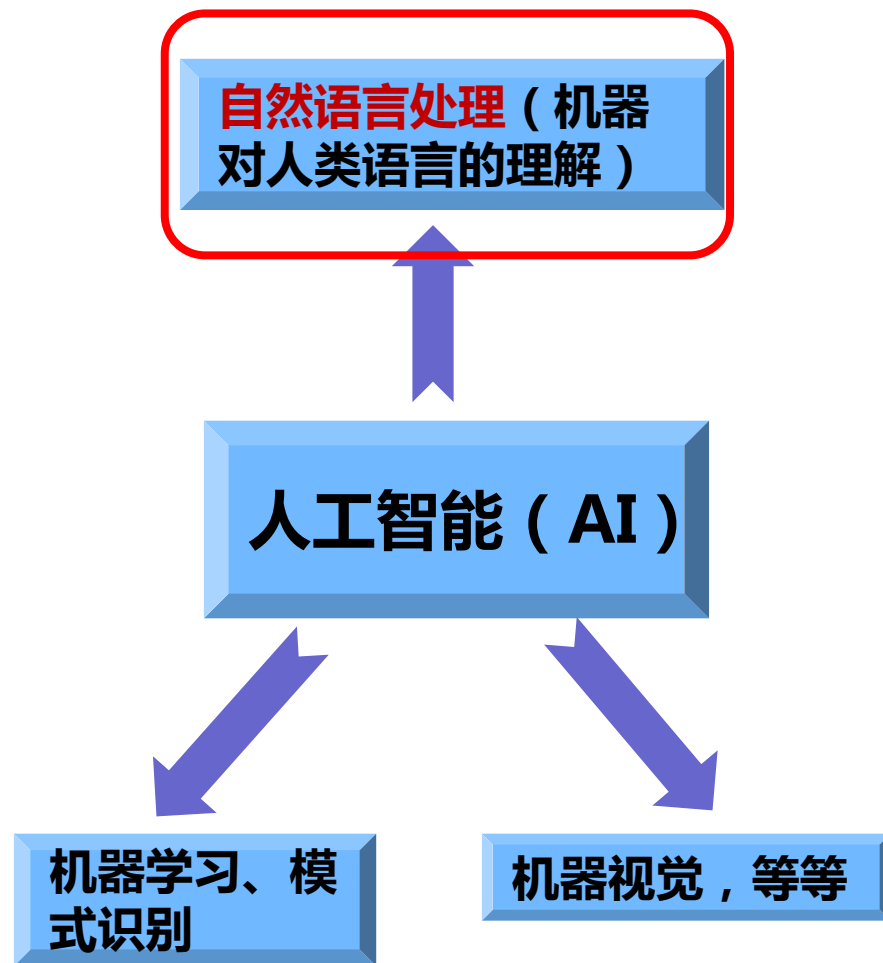 自然语言处理（机器
对人类语言的理解）
人工智能（AI）
机器学习、模
式识别
机器视觉，等等